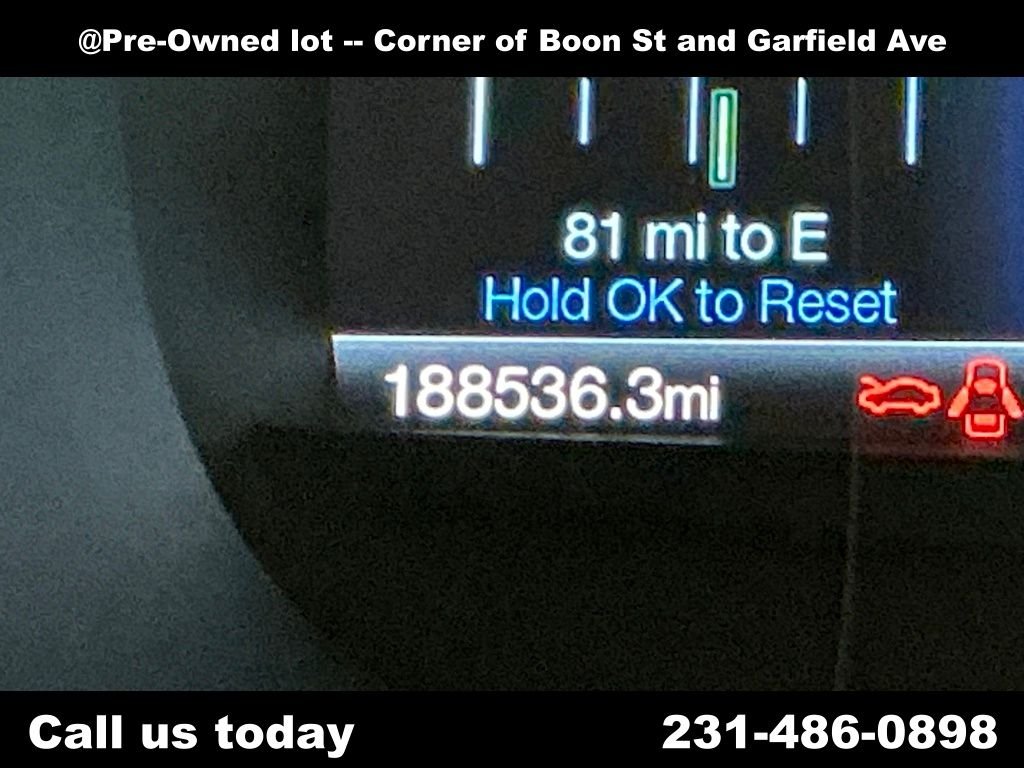 @Pre-Owned lot -- Corner of Boon St and Garfield Ave
81 mi to E
Hold OK to Reset
188536.3mi
Call us today
231-486-0898